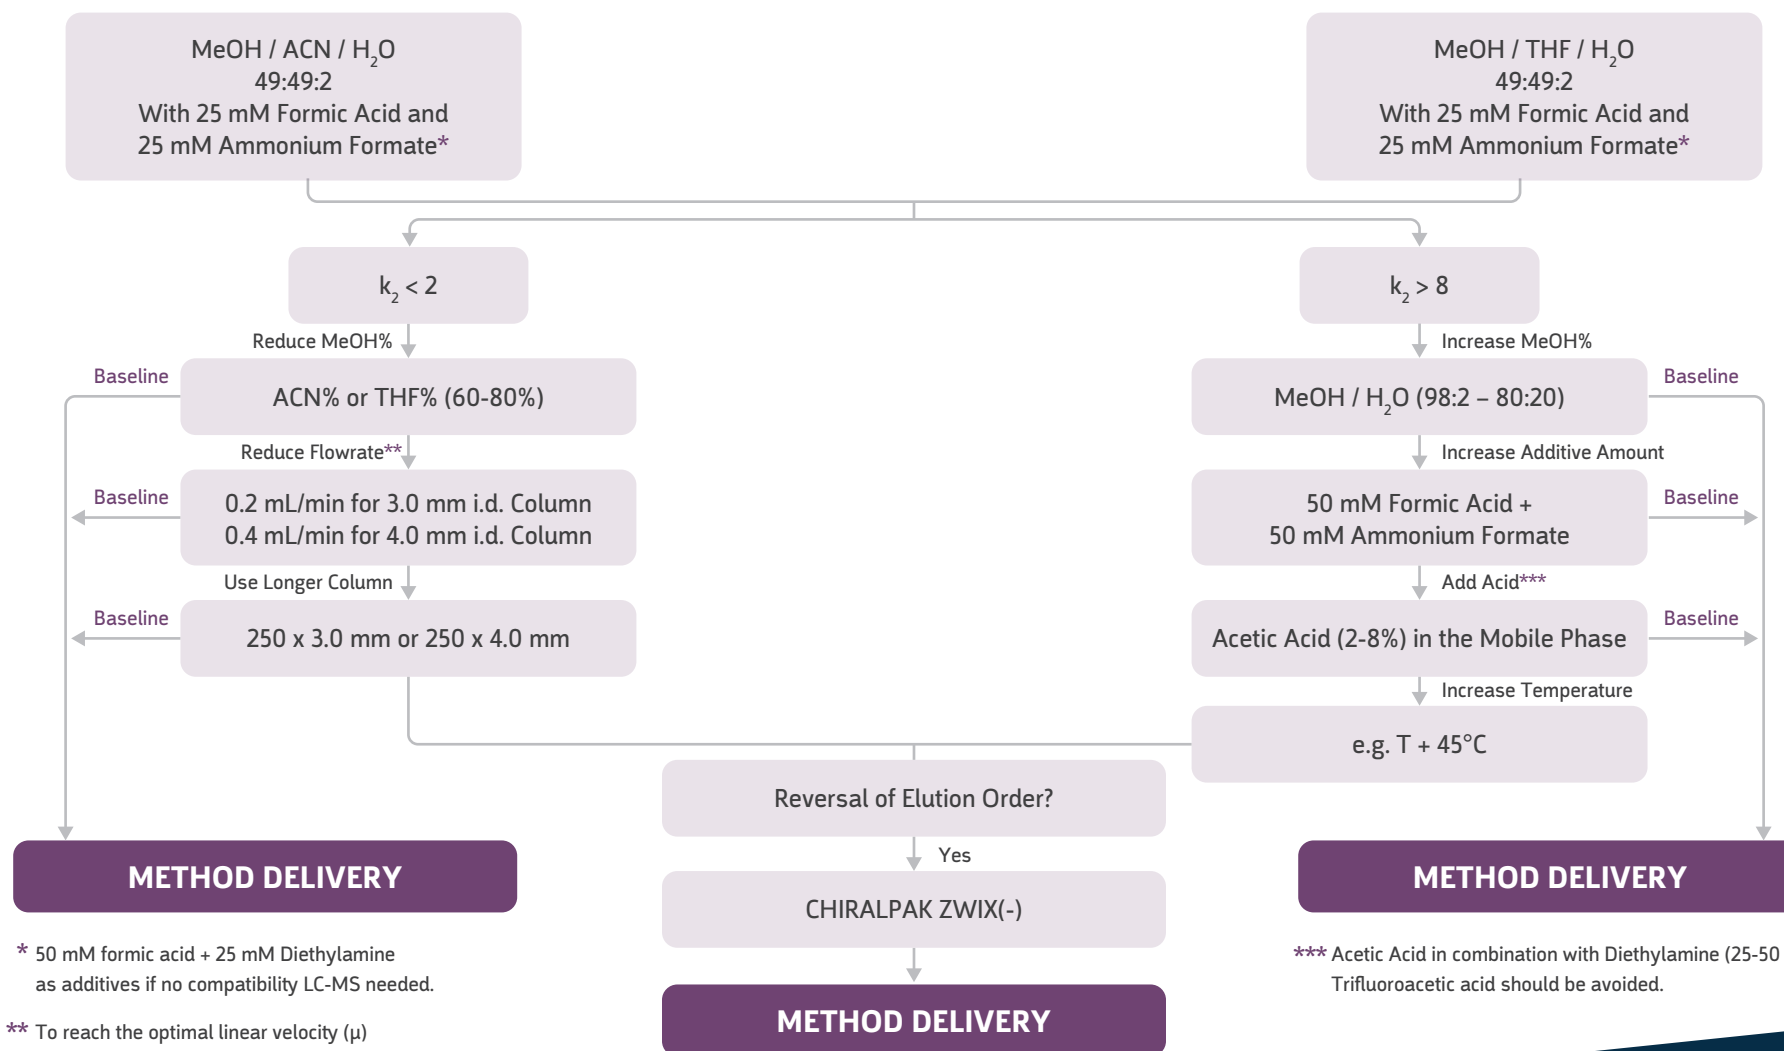 MeOH / ACN / H₂O
49:49:2
With 25 mM Formic Acid and
25 mM Ammonium Formate*
MeOH / THF / H₂O
49:49:2
With 25 mM Formic Acid and
25 mM Ammonium Formate*
k₂ < 2
k₂ > 8
Reduce MeOH%
Increase MeOH%
Baseline
ACN% or THF% (60-80%)
MeOH / H₂O (98:2 – 80:20)
Baseline
Reduce Flowrate**
Increase Additive Amount
Baseline
0.2 mL/min for 3.0 mm i.d. Column
0.4 mL/min for 4.0 mm i.d. Column
50 mM Formic Acid +
50 mM Ammonium Formate
Baseline
Use Longer Column
Add Acid***
Baseline
250 x 3.0 mm or 250 x 4.0 mm
Acetic Acid (2-8%) in the Mobile Phase
Baseline
Increase Temperature
e.g. T + 45°C
Reversal of Elution Order?
Yes
METHOD DELIVERY
CHIRALPAK ZWIX(-)
METHOD DELIVERY
METHOD DELIVERY
* 50 mM formic acid + 25 mM Diethylamine
as additives if no compatibility LC-MS needed.
** To reach the optimal linear velocity (μ)
*** Acetic Acid in combination with Diethylamine (25-50
Trifluoroacetic acid should be avoided.